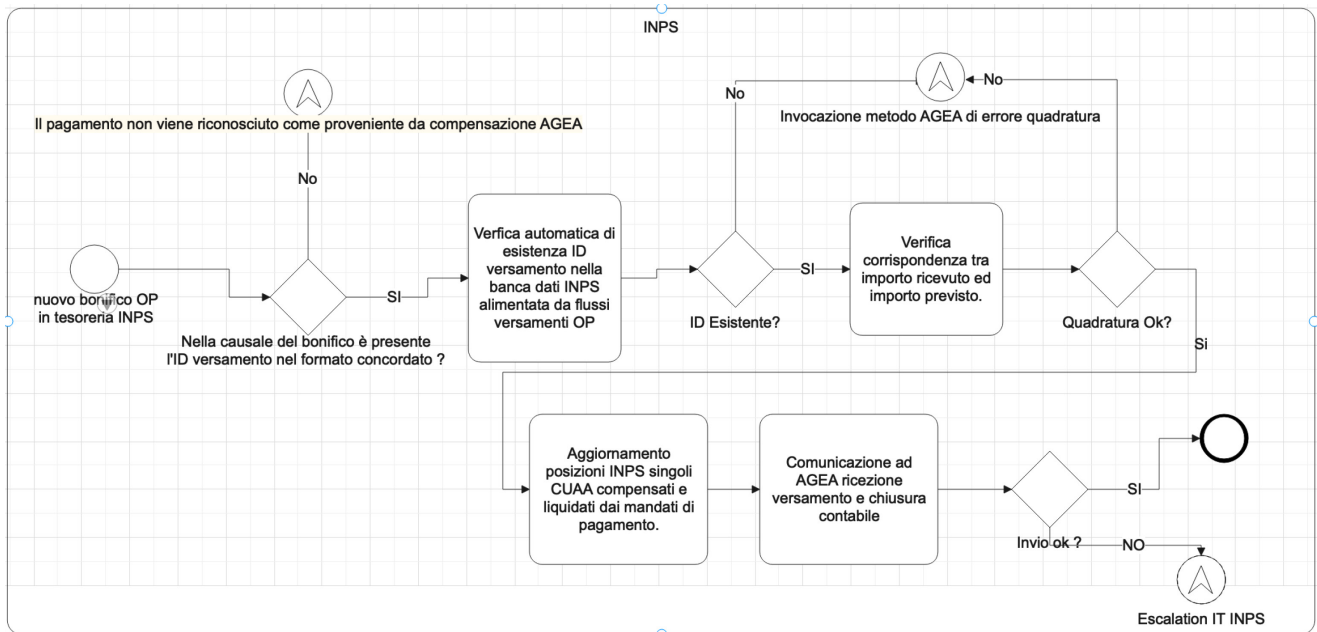 INPS
Il pagamento non viene riconosciuto come proveniente da compensazione AGEA
No
No
No
Invocazione metodo AGEA di errore quadratura
nuovo bonifico OP
in tesoreria INPS
Nella causale del bonifico è presente
l'ID versamento nel formato concordato ?
SI
Verfica automatica di
esistenza ID
versamento nella
banca dati INPS
alimentata da flussi
versamenti OP
ID Esistente?
SI
Verifica
corrispondenza tra
importo ricevuto ed
importo previsto.
Quadratura Ok?
Si
Aggiornamento
posizioni INPS singoli
CUAA compensati e
liquidati dai mandati di
pagamento.
Comunicazione ad
AGEA ricezione
versamento e chiusura
contabile
Invio ok ?
SI
NO
Escalation IT INPS